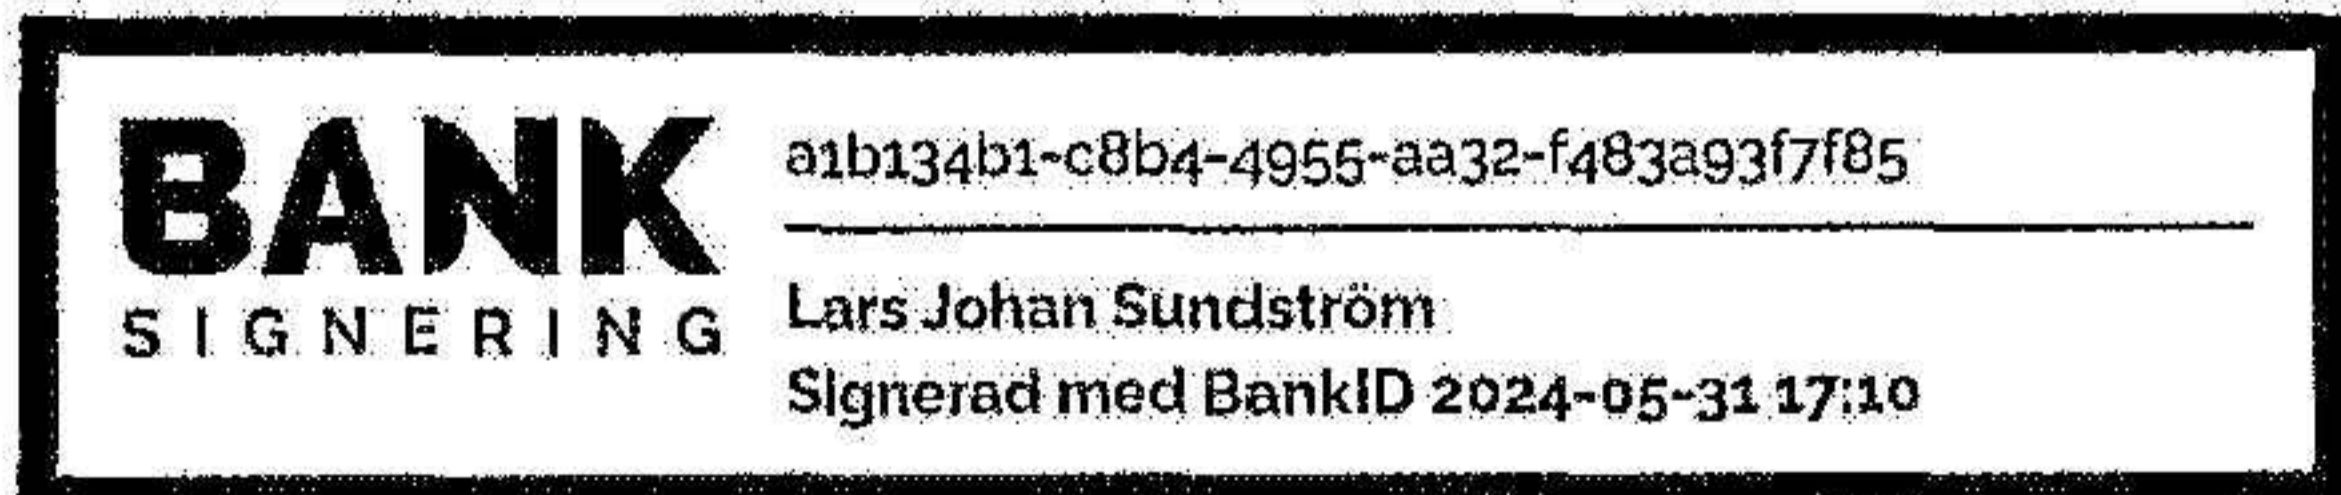 BANK
SIGNERING
a1b134b1-c8b4-4955-aa32-f483a93f7f85
Lars Johan Sundström
Signerad med BankID 2024-05-31 17:10